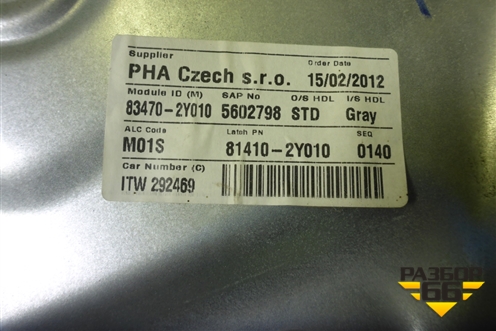 Supplier Order Date
PHA Czech s.r.o. 15/02/2012
Module ID (M) SAP No O/S HDL I/S HDL
83470-2Y010 5602798 STD Gray
ALC Code Latch PN SEQ
M01S 81410-2Y010 0140
Car Number (C)
ITW 292469
РАЗБОР
66